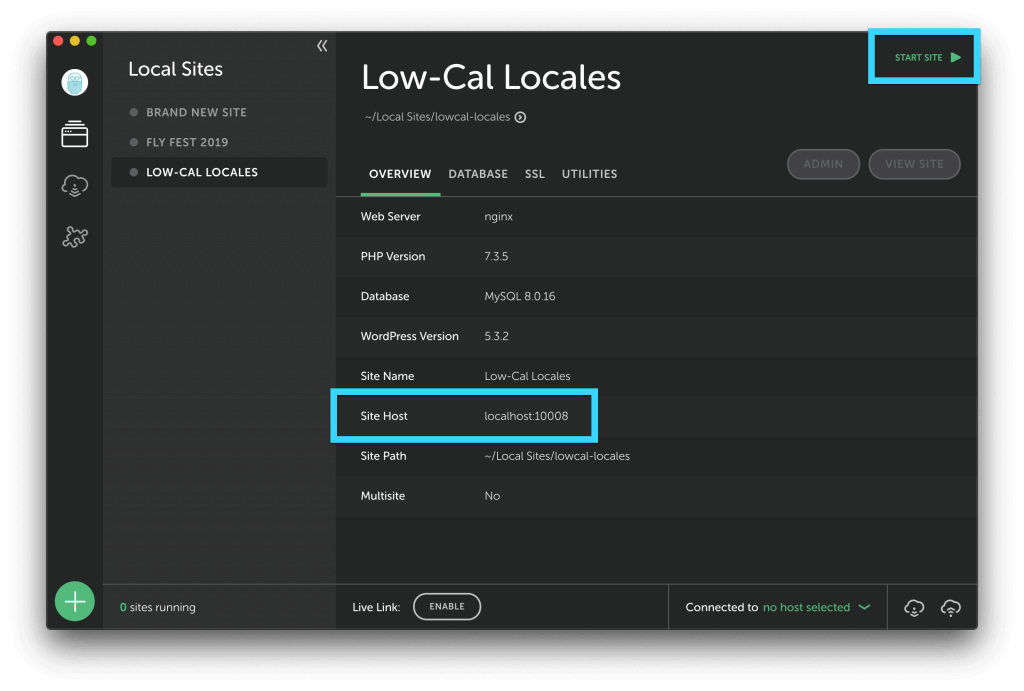 Local Sites
BRAND NEW SITE
FLY FEST 2019
LOW-CAL LOCALES
0 sites running
START SITE
Low-Cal Locales
~/Local Sites/lowcal-locales
ADMIN VIEW SITE
OVERVIEW DATABASE SSL UTILITIES
Web Server nginx
PHP Version 7.3.5
Database MySQL 8.0.16
WordPress Version 5.3.2
Site Name Low-Cal Locales
Site Host localhost:10008
Site Path ~/Local Sites/lowcal-locales
Multisite No
Live Link: ENABLE
Connected to no host selected